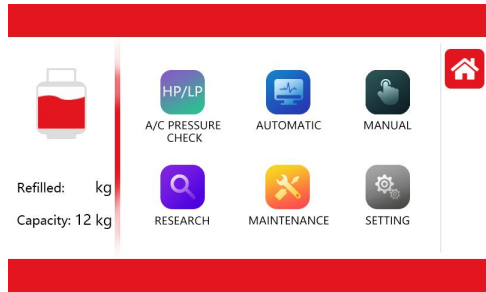 HP/LP
A/C PRESSURE
CHECK
AUTOMATIC
MANUAL
Refilled: kg
Capacity: 12 kg
RESEARCH
MAINTENANCE
SETTING